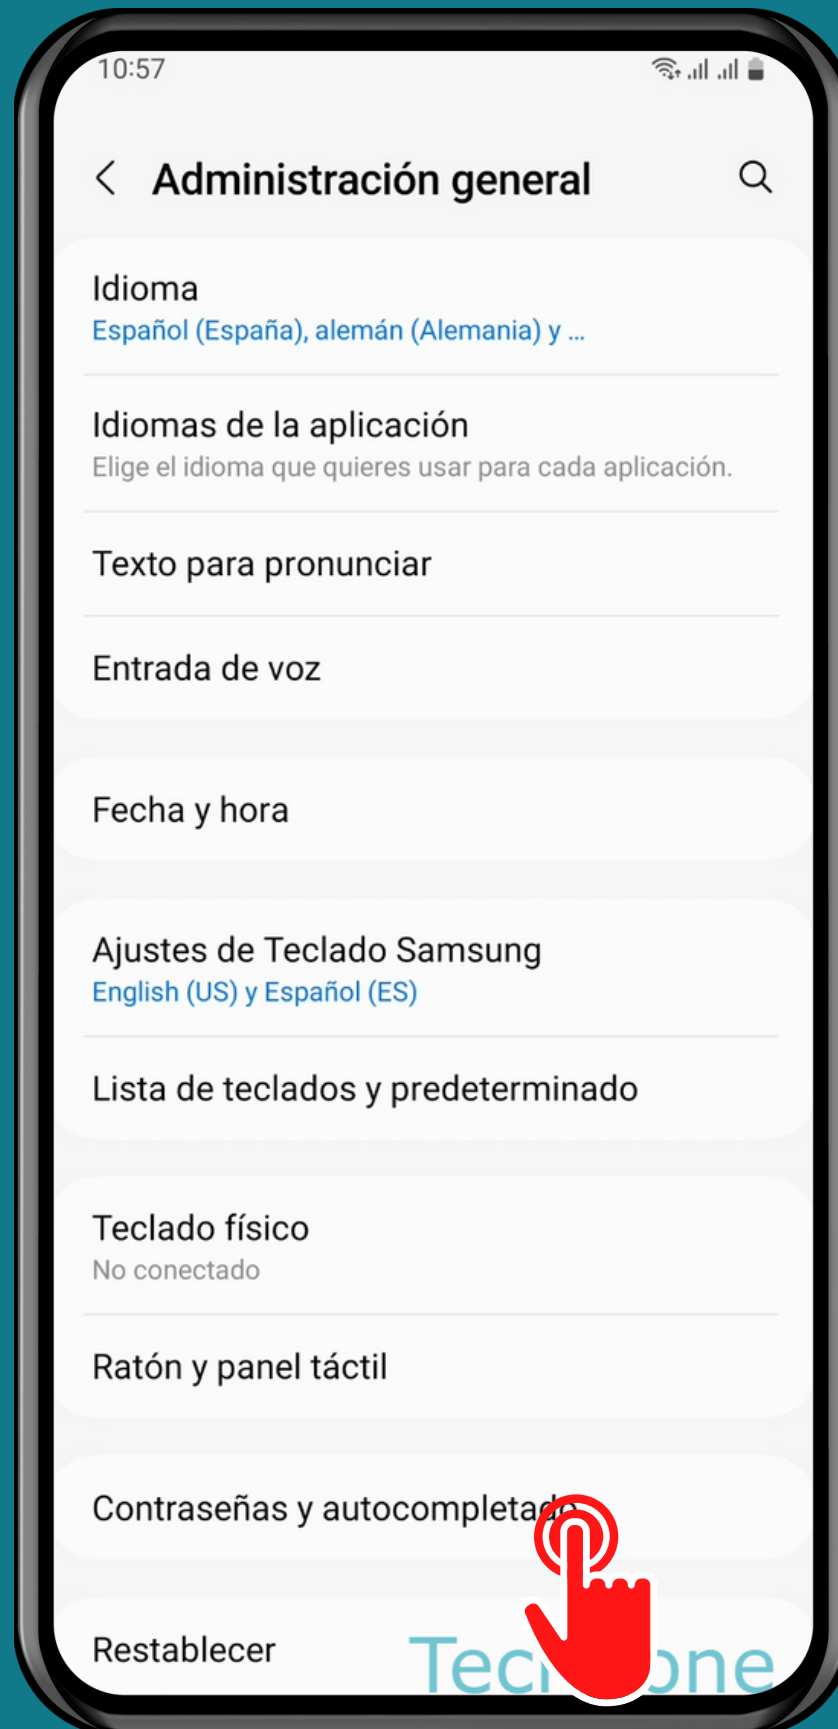 10:57
Administración general
Idioma
Español (España), alemán (Alemania) y ...
Idiomas de la aplicación
Elige el idioma que quieres usar para cada aplicación.
Texto para pronunciar
Entrada de voz
Fecha y hora
Ajustes de Teclado Samsung
English (US) y Español (ES)
Lista de teclados y predeterminado
Teclado físico
No conectado
Ratón y panel táctil
Contraseñas y autocompletado
Restablecer